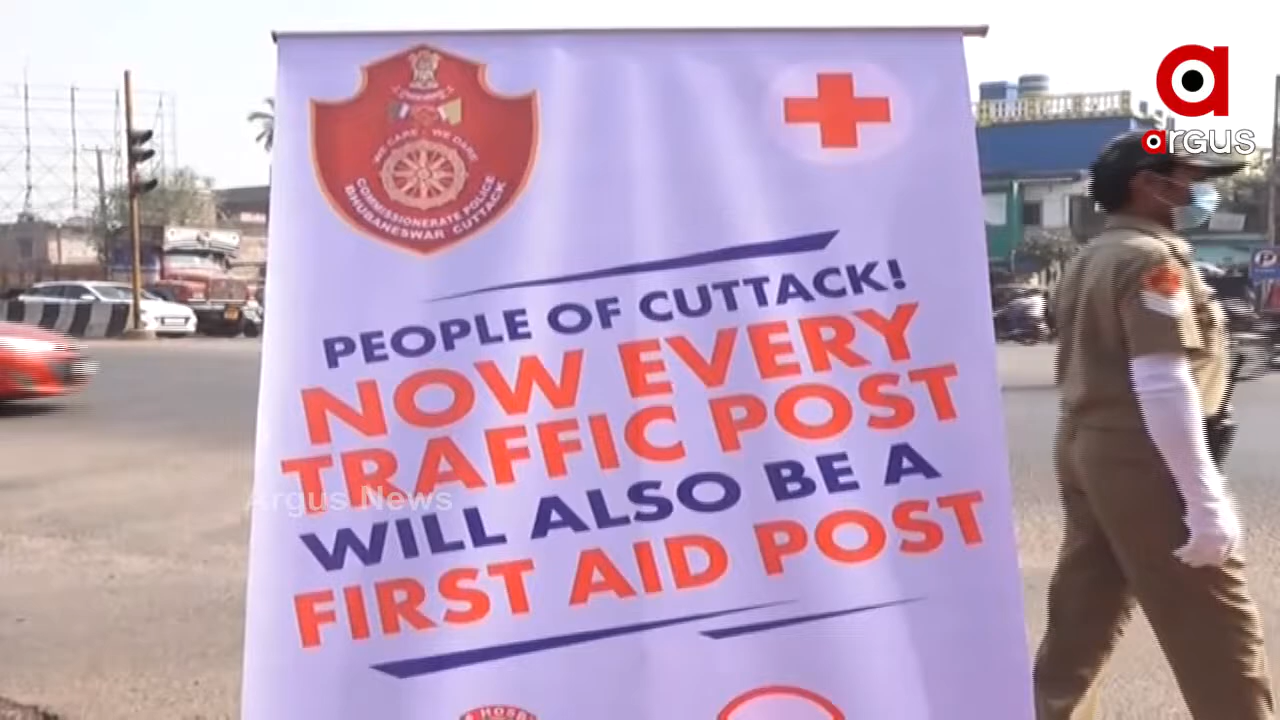 argus
WE CARE - WE DARE
COMMISSIONERATE POLICE
BHUBANESWAR CUTTACK
PEOPLE OF CUTTACK!
NOW EVERY
TRAFFIC POST
WILL ALSO BE A
FIRST AID POST
Argus News
P